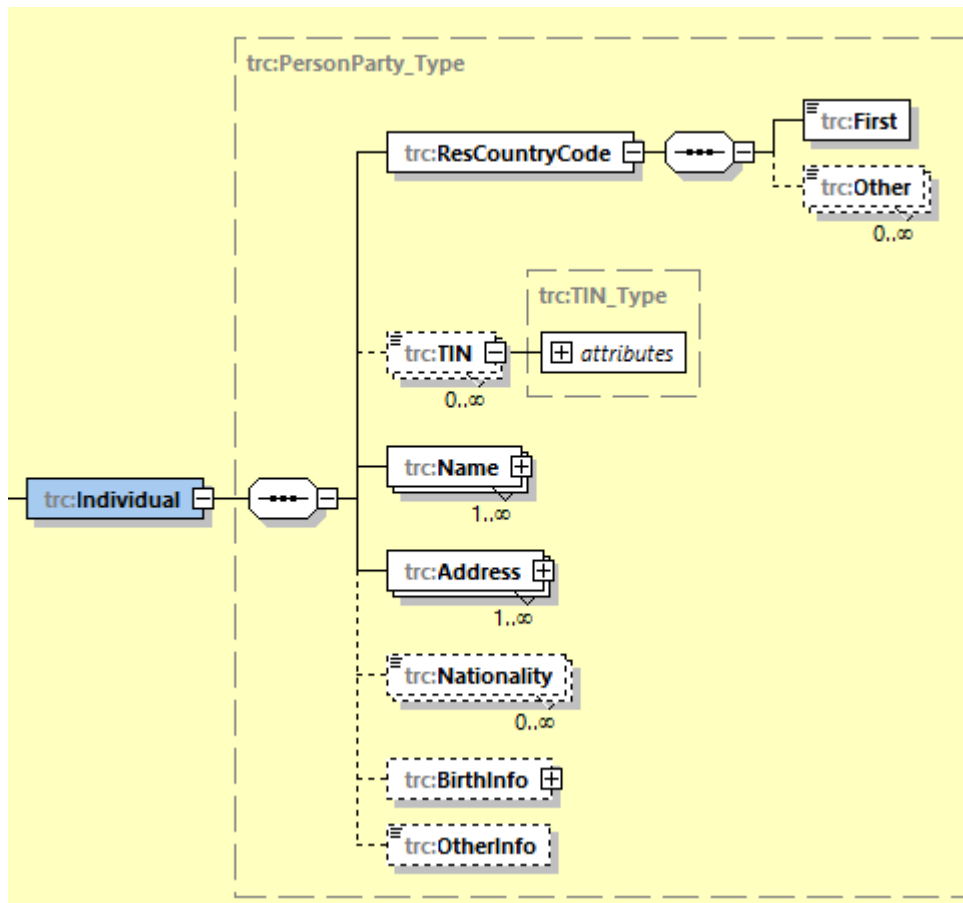 trc:PersonParty_Type
trc:First
trc:ResCountryCode
trc:Other
0..∞
trc:TIN_Type
trc:TIN
attributes
0..∞
trc:Name
1..∞
trc:Individual
trc:Address
1..∞
trc:Nationality
0..∞
trc:BirthInfo
trc:OtherInfo